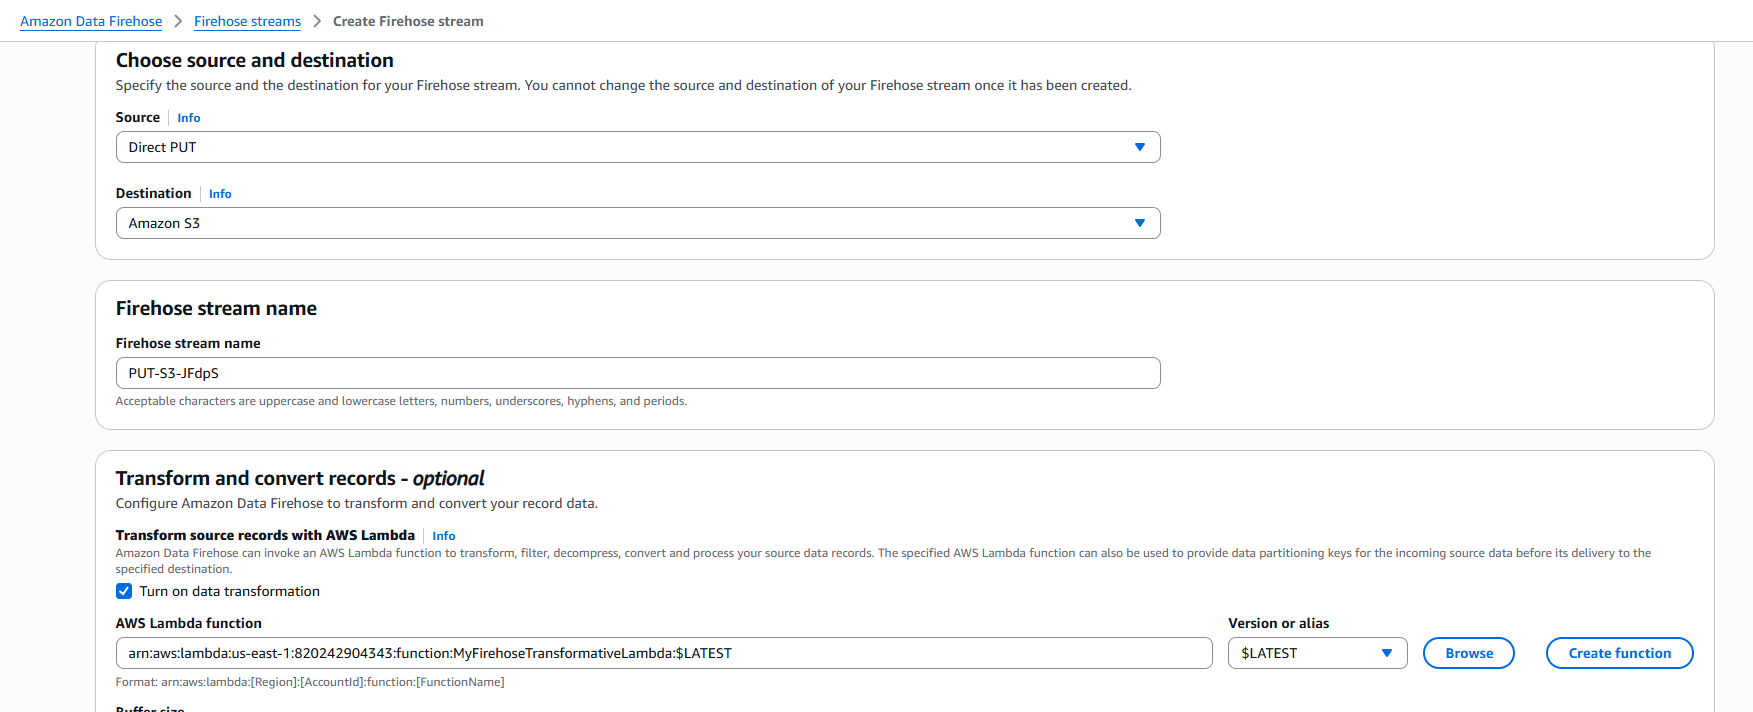 Amazon Data Firehose > Firehose streams > Create Firehose stream
Choose source and destination
Specify the source and the destination for your Firehose stream. You cannot change the source and destination of your Firehose stream once it has been created.
Source Info
Direct PUT
Destination Info
Amazon S3
Firehose stream name
Firehose stream name
PUT-S3-JFdpS
Acceptable characters are uppercase and lowercase letters, numbers, underscores, hyphens, and periods.
Transform and convert records - optional
Configure Amazon Data Firehose to transform and convert your record data.
Transform source records with AWS Lambda Info
Amazon Data Firehose can invoke an AWS Lambda function to transform, filter, decompress, convert and process your source data records. The specified AWS Lambda function can also be used to provide data partitioning keys for the incoming source data before its delivery to the
specified destination.
Turn on data transformation
AWS Lambda function
Version or alias
arn:aws:lambda:us-east-1:820242904343:function:MyFirehoseTransformativeLambda:$LATEST
$LATEST
Browse
Create function
Format: arn:aws:lambda:[Region]:[AccountId]:function:[FunctionName]
Buffer size